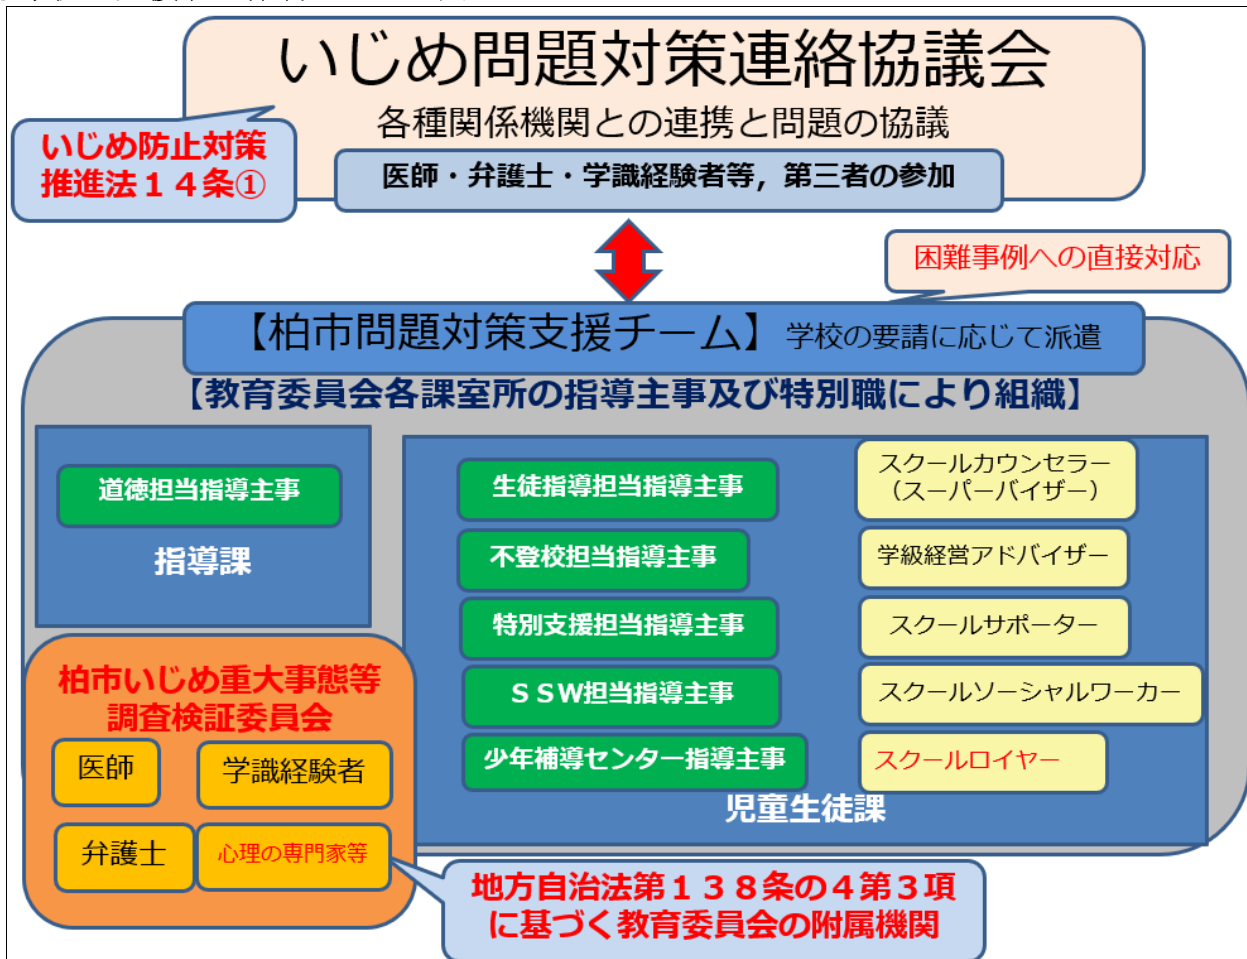 いじめ問題対策連絡協議会
各種関係機関との連携と問題の協議
いじめ防止対策
推進法１４条①
医師・弁護士・学識経験者等，第三者の参加
困難事例への直接対応
【柏市問題対策支援チーム】学校の要請に応じて派遣
【教育委員会各課室所の指導主事及び特別職により組織】
道徳担当指導主事
指導課
生徒指導担当指導主事
不登校担当指導主事
特別支援担当指導主事
ＳＳＷ担当指導主事
少年補導センター指導主事
スクールカウンセラー
（スーパーバイザー）
学級経営アドバイザー
スクールサポーター
スクールソーシャルワーカー
スクールロイヤー
児童生徒課
柏市いじめ重大事態等
調査検証委員会
医師
学識経験者
弁護士
心理の専門家等
地方自治法第１３８条の４第３項
に基づく教育委員会の附属機関